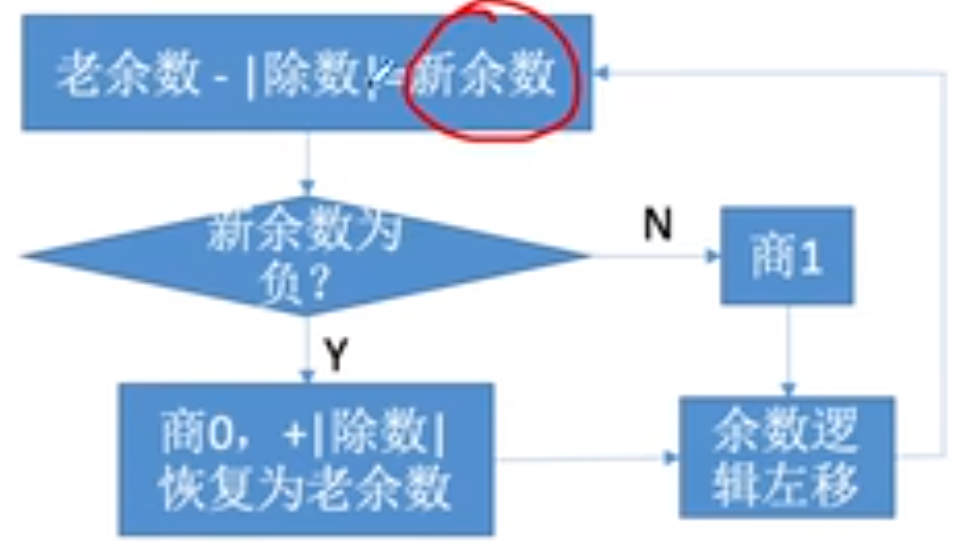 老余数 - |除数|=新余数
新余数为
负？
N
商1
Y
商0，+|除数|
恢复为老余数
余数逻
辑左移